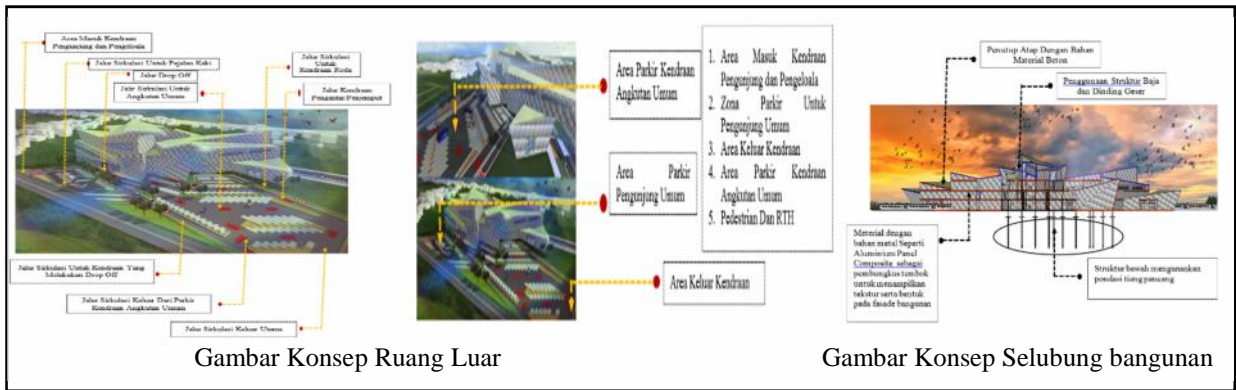 Area Masuk Kendraan
Pengunjung dan Pengeloala
Jalur Sirkulasi Untuk Pejalan Kaki
Jalur Drop Off
Jalur Sirkulasi Untuk
Angkutan Umum
Jalur Sirkulasi
Untuk
Kendraan Roda
Jalur Kendraan
Pengantar Penjemput
Jalur Sirkulasi Untuk Kendraan Yang
Melakukan Drop Off
Jalur Sirkulasi Keluar Dari Parkir
Kendraan Angkutan Umum
Jalur Sirkulasi Keluar Umum
Area Parkir Kendraan
Angkutan Umum
Area Parkir
Pengunjung Umum
Area Keluar Kendraan
1. Area Masuk Kendraan
Pengunjung dan Pengeloala
2. Zona Parkir Untuk
Pengunjung Umum
3. Area Keluar Kendraan
4. Area Parkir Kendraan
Angkutan Umum
5. Pedestrian Dan RTH
Penutup Atap Dengan Bahan
Material Beton
Penggunaan Struktur Baja
dan Dinding Geser
Meterial dengan
bahan metal Seperti
Aluminium Panul
Composite sebagai
pembungkus tembok
untuk menampilkan
tekstur serta bentuk
pada fasade bangunan
Struktur bawah mengunankan
pondasi tiang pancang
Gambar Konsep Ruang Luar
Gambar Konsep Selubung bangunan